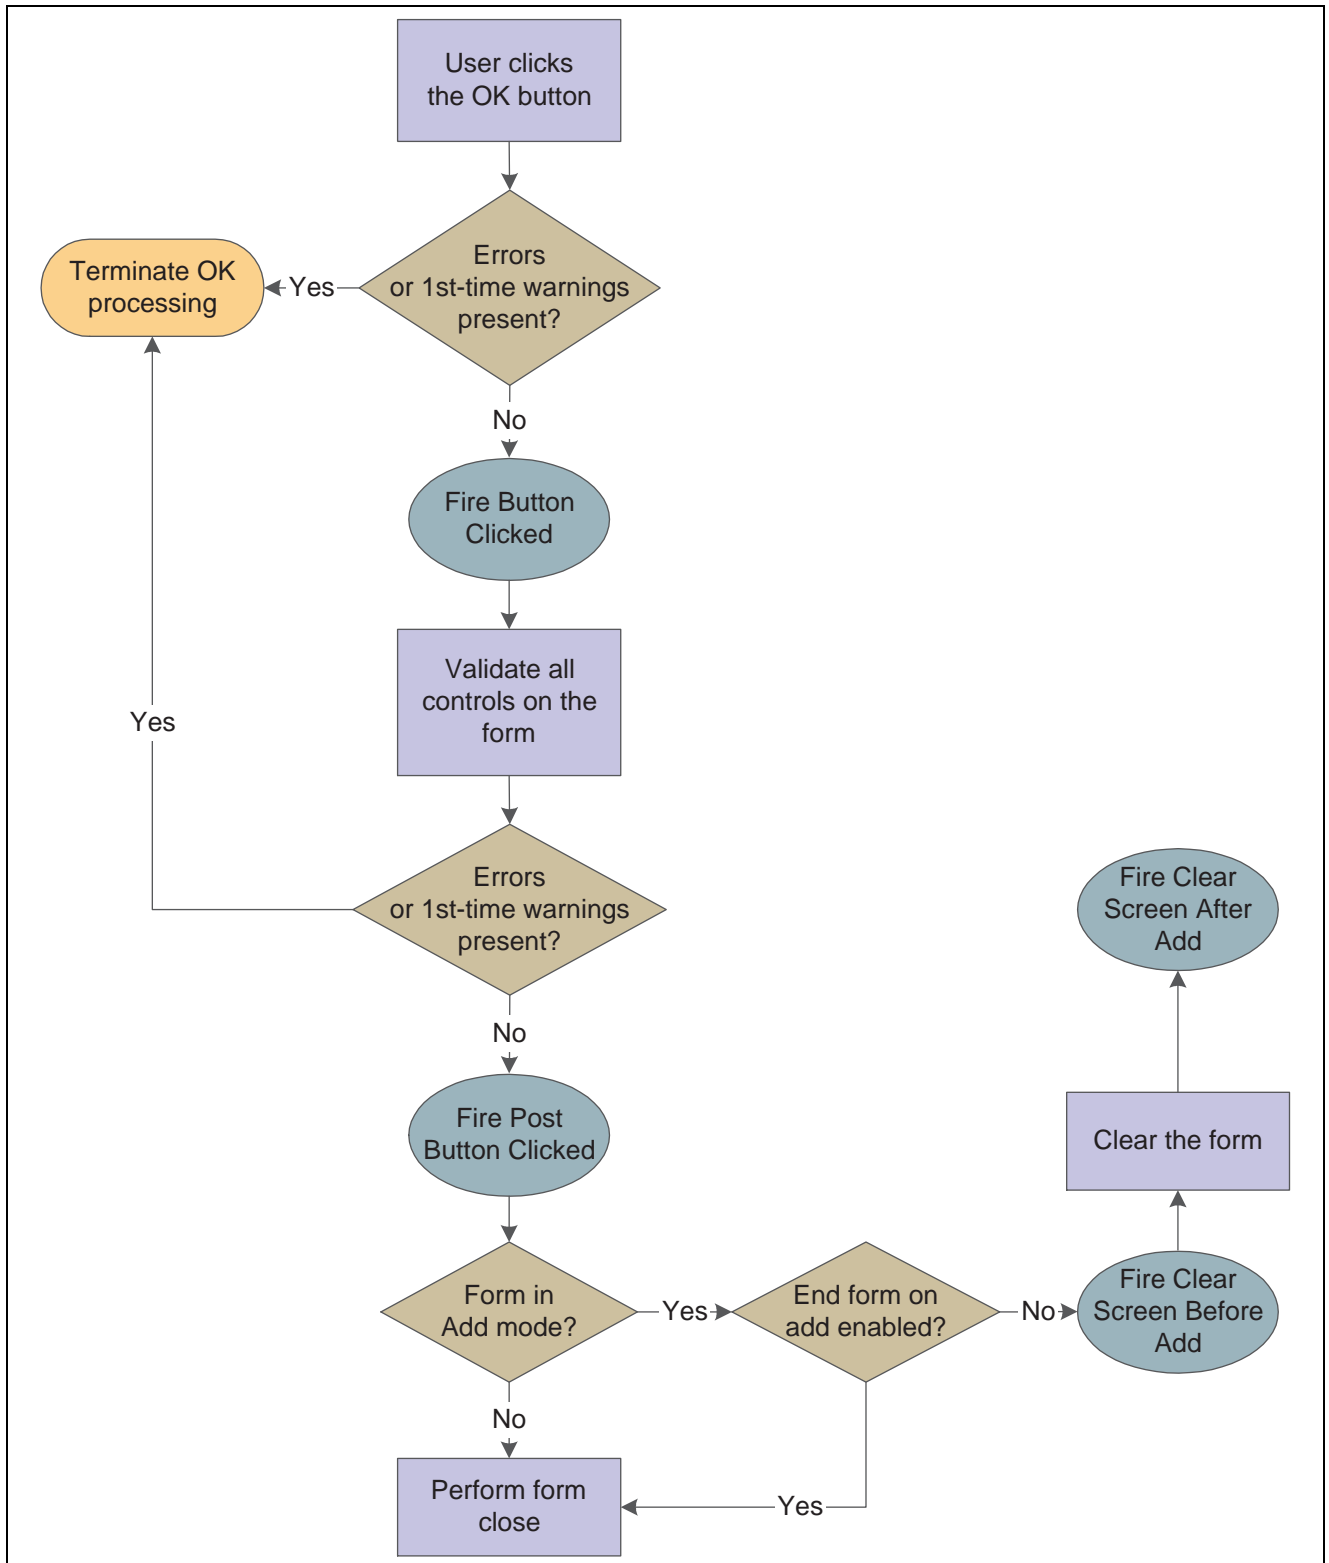 User clicks
the OK button
Errors
or 1st-time warnings
present?
Yes
Terminate OK
processing
No
Fire Button
Clicked
Validate all
controls on the
form
Yes
Errors
or 1st-time warnings
present?
No
Fire Post
Button Clicked
Form in
Add mode?
Yes
End form on
add enabled?
No
Fire Clear
Screen Before
Add
Clear the form
Fire Clear
Screen After
Add
No
Yes
Perform form
close